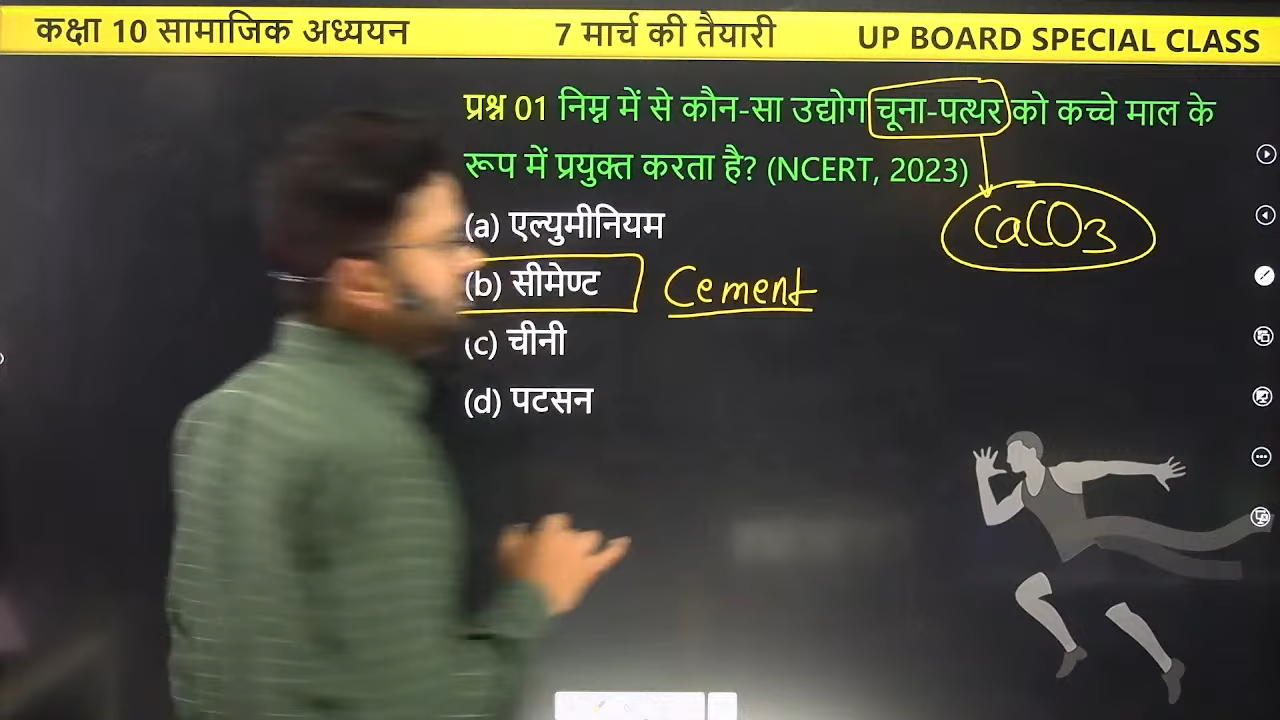 कक्षा 10 सामाजिक अध्ययन 7 मार्च की तैयारी UP BOARD SPECIAL CLASS
प्रश्न 01 निम्न में से कौन-सा उद्योग चूना-पत्थर को कच्चे माल के
रूप में प्रयुक्त करता है? (NCERT, 2023)
CaCO3
(a) एल्युमीनियम
(b) सीमेण्ट Cement
(c) चीनी
(d) पटसन